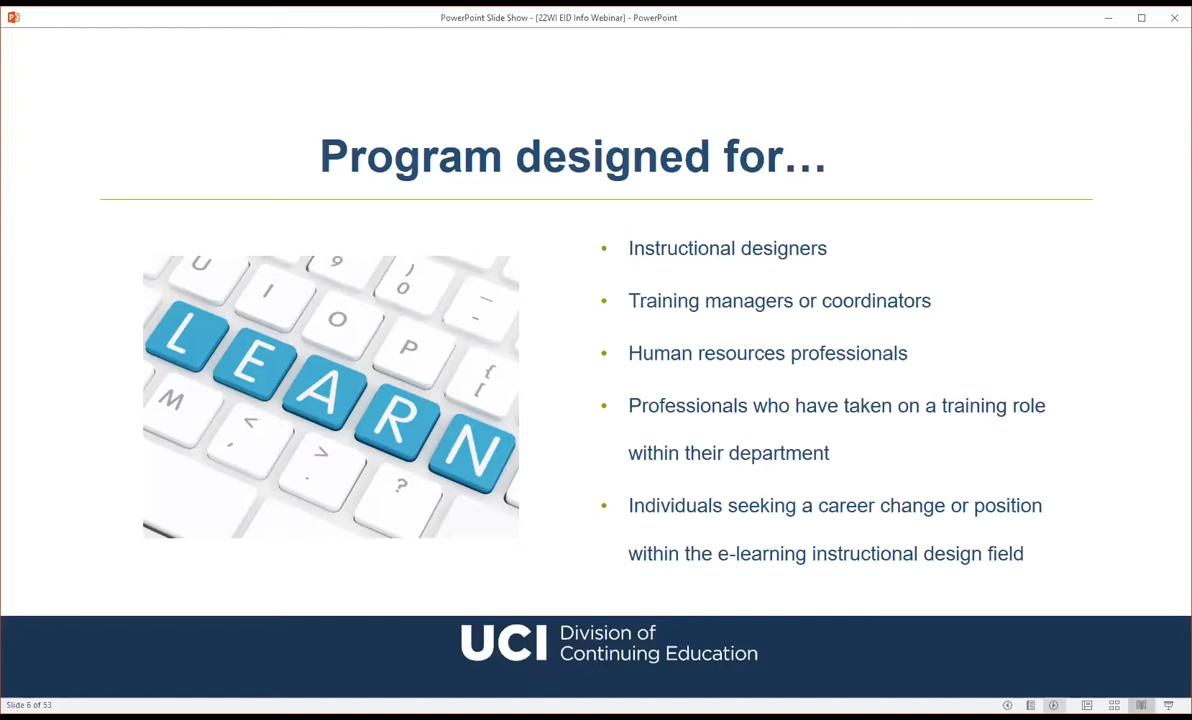 PowerPoint Slide Show - [22WI EID Info Webinar] - PowerPoint
Program designed for…
U
9
)
0
_
-
I
O
P
{
[
L
E
A
R
N
M
<
,
>
.
?
• Instructional designers
• Training managers or coordinators
• Human resources professionals
• Professionals who have taken on a training role
within their department
• Individuals seeking a career change or position
within the e-learning instructional design field
UCI Division of
Continuing Education
Slide 6 of 53